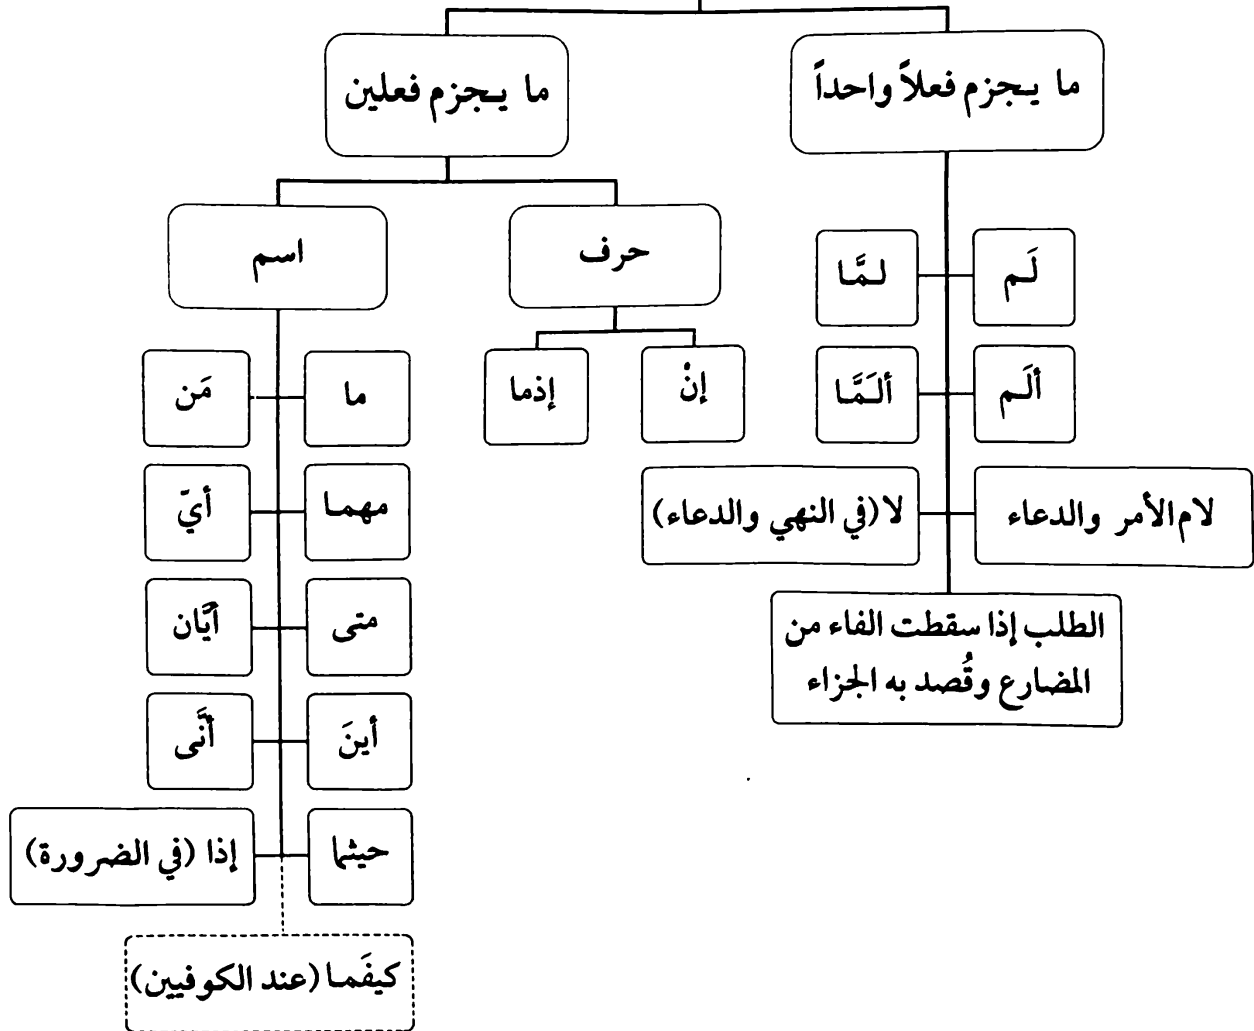 ما يجزم فعلاً واحداً
ما يجزم فعلين
لَم
لمَّا
ألَم
ألَمَّا
لام الأمر والدعاء
لا (في النهي والدعاء)
الطلب إذا سقطت الفاء من
المضارع وقُصد به الجزاء
حرف
اسم
إنْ
إذما
ما
مَن
مهما
أيّ
متى
أيَّان
أينَ
أنَّى
حيثما
إذا (في الضرورة)
كيفَما (عند الكوفيين)